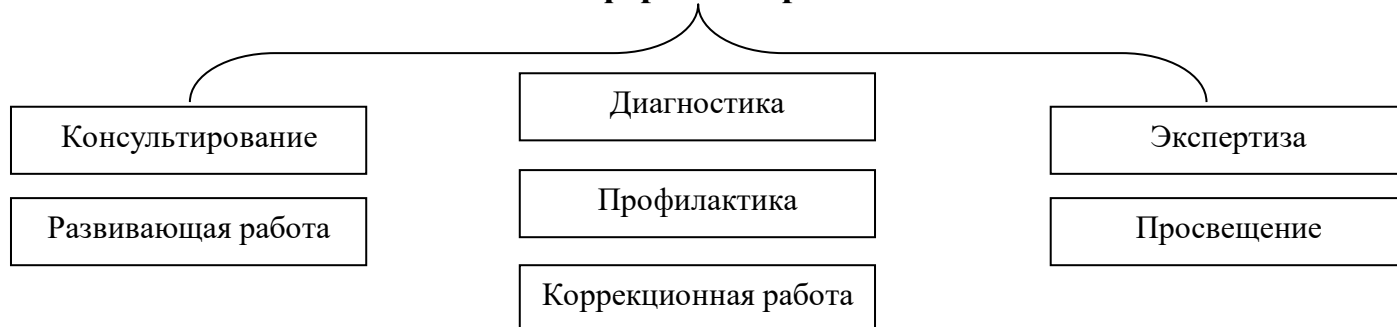 Диагностика
Консультирование
Экспертиза
Профилактика
Развивающая работа
Просвещение
Коррекционная работа